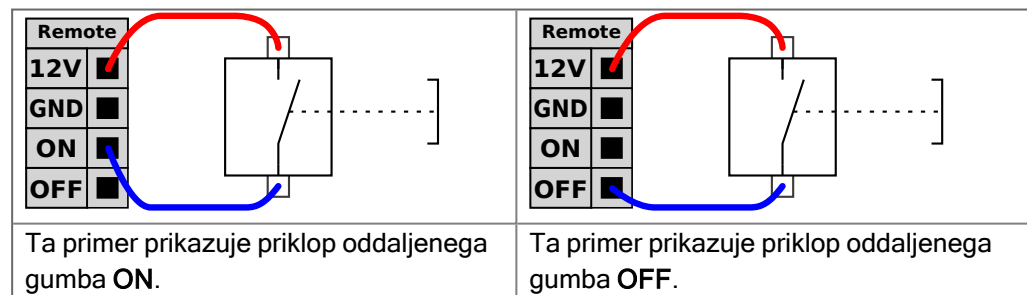 Remote
12V
GND
ON
OFF
Ta primer prikazuje priklop oddaljenega
gumba ON.
Remote
12V
GND
ON
OFF
Ta primer prikazuje priklop oddaljenega
gumba OFF.